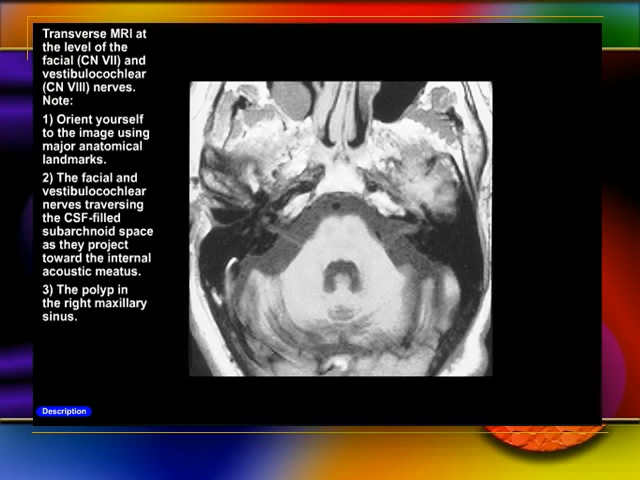 Transverse MRI at
the level of the
facial (CN VII) and
vestibulocochlear
(CN VIII) nerves.
Note:
1) Orient yourself
to the image using
major anatomical
landmarks.
2) The facial and
vestibulocochlear
nerves traversing
the CSF-filled
subarchnoid space
as they project
toward the internal
acoustic meatus.
3) The polyp in
the right maxillary
sinus.
Description